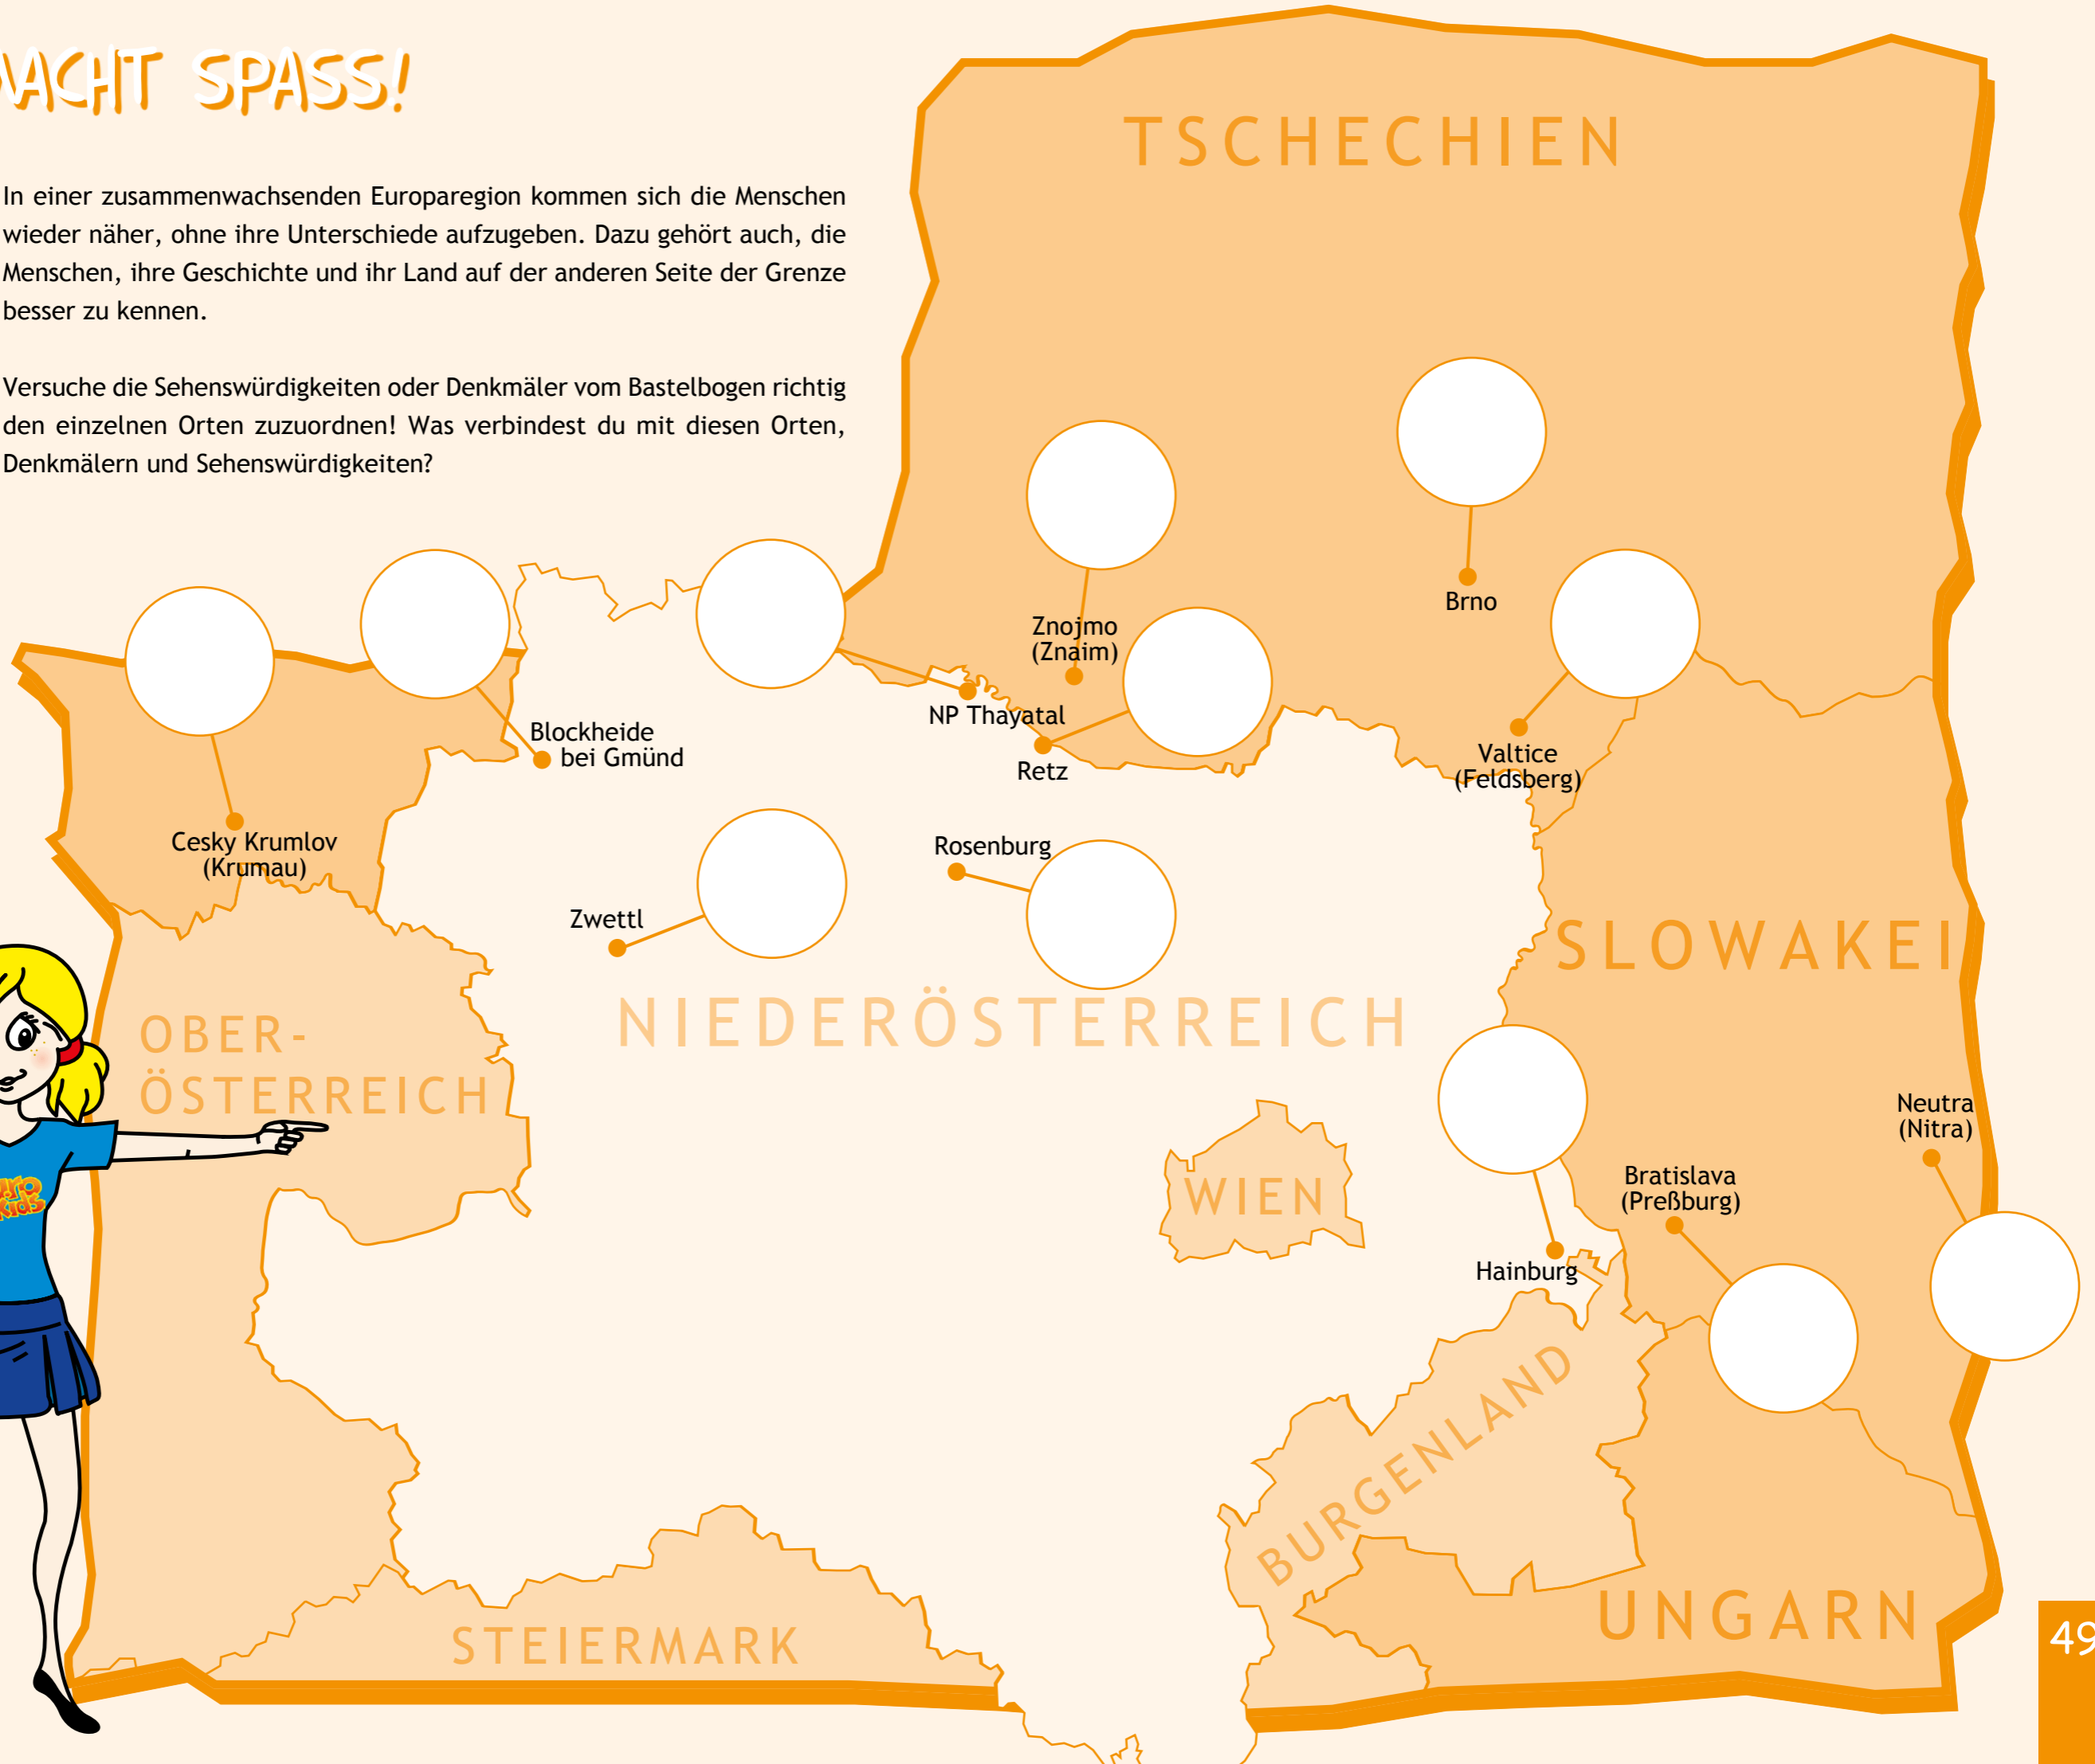 MACHT SPASS!
In einer zusammenwachsenden Europaregion kommen sich die Menschen
wieder näher, ohne ihre Unterschiede aufzugeben. Dazu gehört auch, die
Menschen, ihre Geschichte und ihr Land auf der anderen Seite der Grenze
besser zu kennen.
Versuche die Sehenswürdigkeiten oder Denkmäler vom Bastelbogen richtig
den einzelnen Orten zuzuordnen! Was verbindest du mit diesen Orten,
Denkmälern und Sehenswürdigkeiten?
TSCHECHIEN
Brno
Znojmo
(Znaim)
NP Thayatal
Retz
Valtice
(Feldsberg)
Blockheide
bei Gmünd
Cesky Krumlov
(Krumau)
Rosenburg
Zwettl
SLOWAKEI
NIEDERÖSTERREICH
OBER-
ÖSTERREICH
WIEN
Neutra
(Nitra)
Bratislava
(Preßburg)
Hainburg
BURGENLAND
UNGARN
STEIERMARK
49